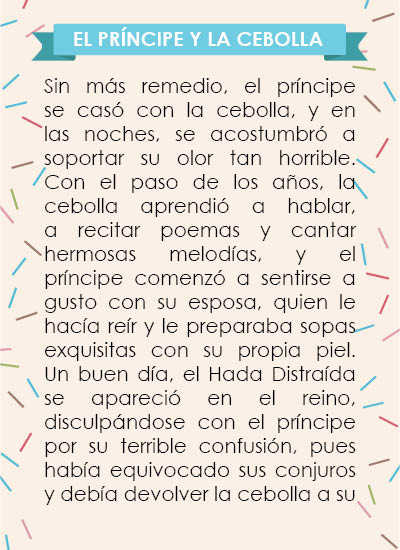 EL PRÍNCIPE Y LA CEBOLLA
Sin más remedio, el príncipe
se casó con la cebolla, y en
las noches, se acostumbró a
soportar su olor tan horrible.
Con el paso de los años, la
cebolla aprendió a hablar,
a recitar poemas y cantar
hermosas melodías, y el
príncipe comenzó a sentirse a
gusto con su esposa, quien le
hacía reír y le preparaba sopas
exquisitas con su propia piel.
Un buen día, el Hada Distraída
se apareció en el reino,
disculpándose con el príncipe
por su terrible confusión, pues
había equivocado sus conjuros
y debía devolver la cebolla a su